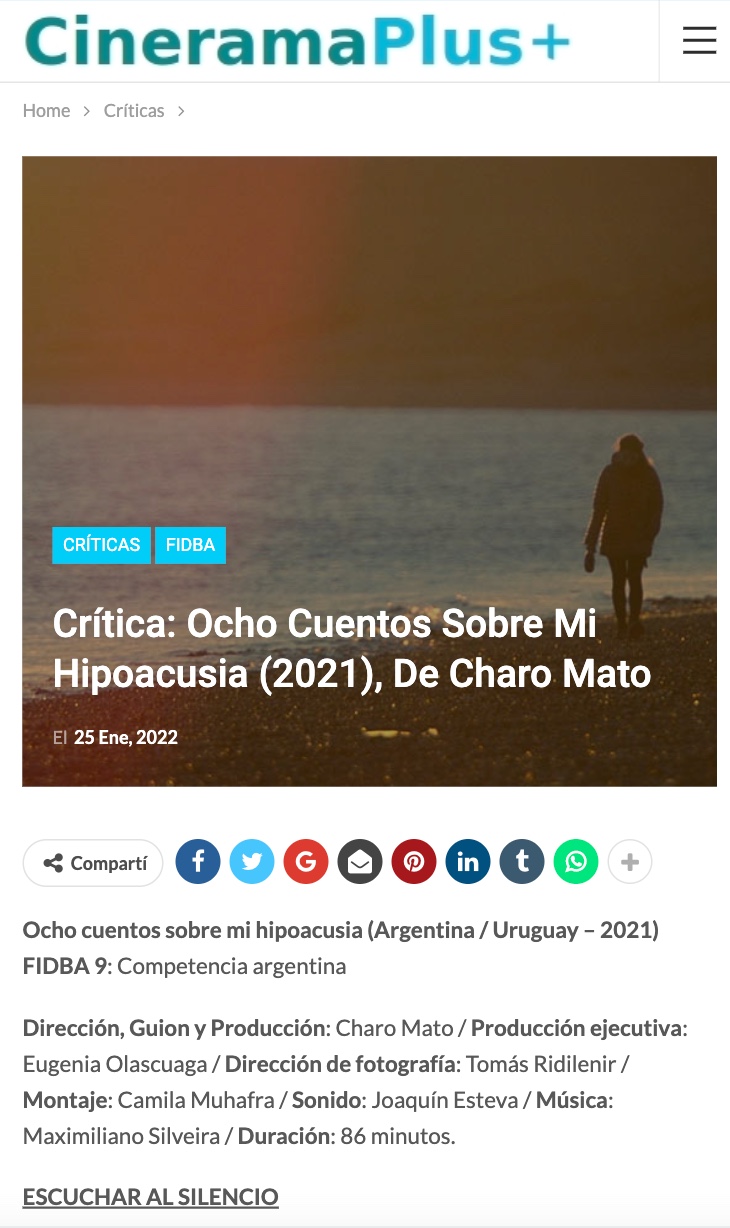 CineramaPlus+
Home > Críticas >
CRÍTICAS FIDBA
Crítica: Ocho Cuentos Sobre Mi
Hipoacusia (2021), De Charo Mato
El 25 Ene, 2022
Compartí
Ocho cuentos sobre mi hipoacusia (Argentina / Uruguay – 2021)
FIDBA 9: Competencia argentina
Dirección, Guion y Producción: Charo Mato / Producción ejecutiva:
Eugenia Olascuaga / Dirección de fotografía: Tomás Ridilenir /
Montaje: Camila Muhafra / Sonido: Joaquín Esteva / Música:
Maximiliano Silveira / Duración: 86 minutos.
ESCUCHAR AL SILENCIO